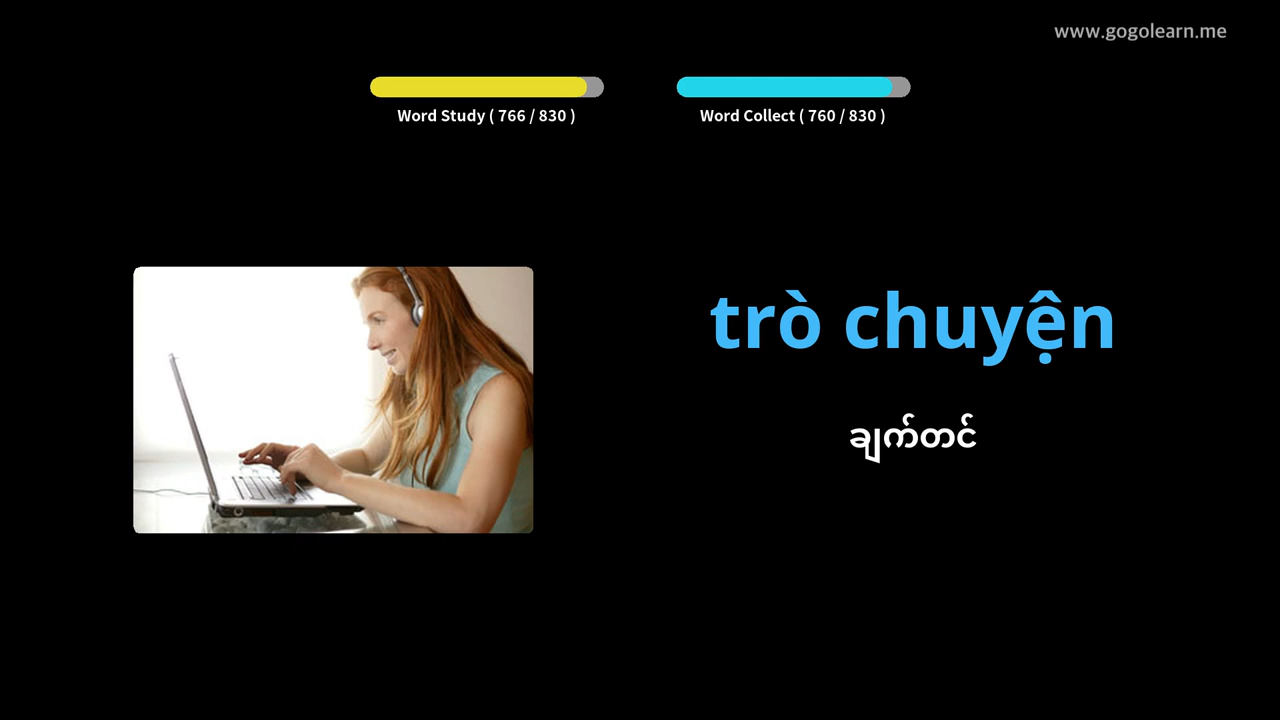 www.gogolearn.me
Word Study ( 766 / 830 )
Word Collect ( 760 / 830 )
trò chuyện
ချက်တင်